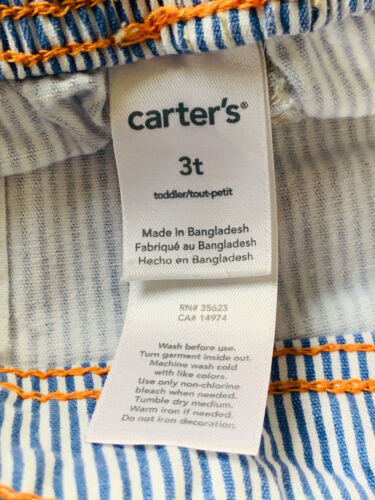 carter's®
3t
toddler/tout-petit
Made in Bangladesh
Fabriqué au Bangladesh
Hecho en Bangladesh
RN# 35623
CA# 14974
Wash before use.
Turn garment inside out.
Machine wash cold
with like colors.
Use only non-chlorine
bleach when needed.
Tumble dry medium.
Warm iron if needed.
Do not iron decoration.